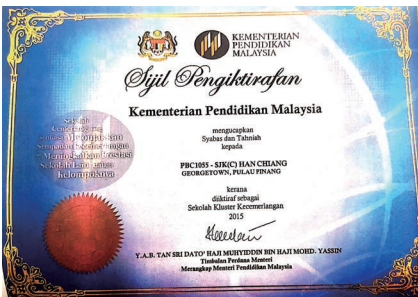 KEMENTERIAN
PENDIDIKAN
MALAYSIA
Sijil Pengiktirafan
Kementerian Pendidikan Malaysia
mengucapkan
Syabas dan Tahniah
kepada
PBC1055 - SJK(C) HAN CHIANG
GEORGETOWN, PULAU PINANG
kerana
diiktiraf sebagai
Sekolah Kluster Kecemerlangan
2015
Y.A.B. TAN SRI DATO' HAJI MUHYIDDIN BIN HAJI MOHD. YASSIN
Timbalan Perdana Menteri
Merangkap Menteri Pendidikan Malaysia
Sekolah
Kelompoknya